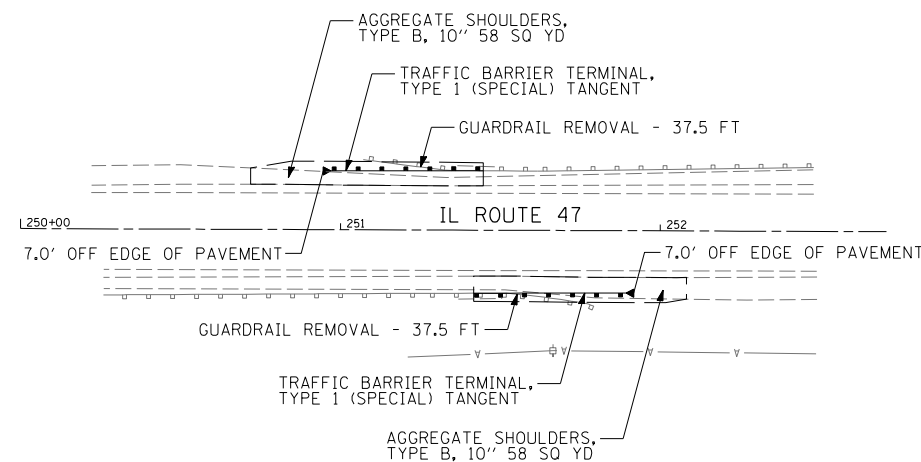 AGGREGATE SHOULDERS,
TYPE B, 10'' 58 SQ YD
TRAFFIC BARRIER TERMINAL,
TYPE 1 (SPECIAL) TANGENT
GUARDRAIL REMOVAL - 37.5 FT
IL ROUTE 47
250+00
251
252
7.0' OFF EDGE OF PAVEMENT
7.0' OFF EDGE OF PAVEMENT
GUARDRAIL REMOVAL - 37.5 FT
TRAFFIC BARRIER TERMINAL,
TYPE 1 (SPECIAL) TANGENT
AGGREGATE SHOULDERS,
TYPE B, 10'' 58 SQ YD